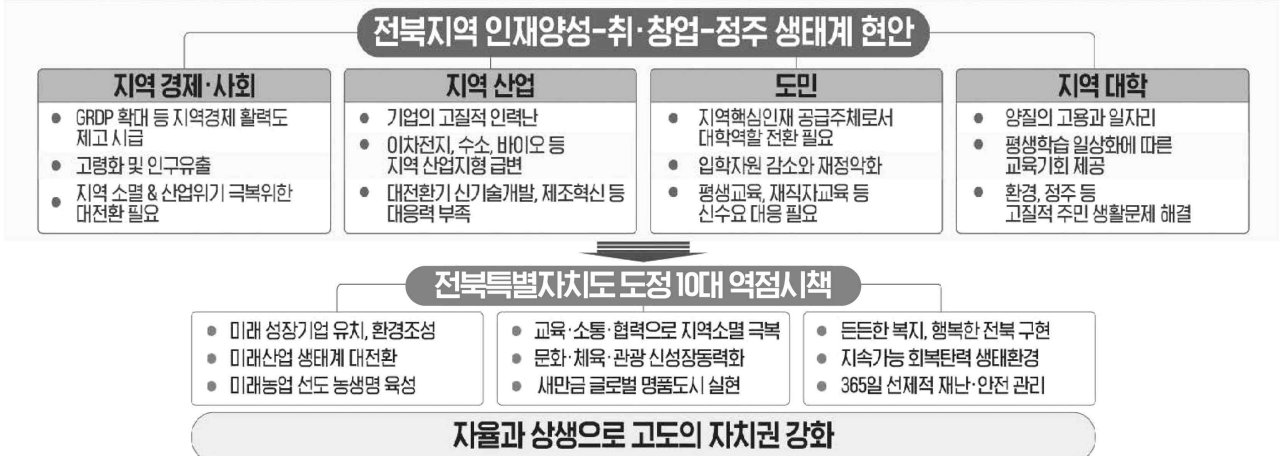 전북지역 인재양성-취·창업-정주 생태계 현안
지역 경제·사회
• GRDP 확대 등 지역경제 활력도
제고 시급
• 고령화 및 인구유출
• 지역 소멸 & 산업위기 극복위한
대전환 필요
지역 산업
• 기업의 고질적 인력난
• 이차전지, 수소, 바이오 등
지역 산업지형 급변
• 대전환기 신기술개발, 제조혁신 등
대응력 부족
도민
• 지역핵심인재 공급주체로서
대학역할 전환 필요
• 입학자원 감소와 재정악화
• 평생교육, 재직자교육 등
신수요 대응 필요
지역 대학
• 양질의 고용과 일자리
• 평생학습 일상화에 따른
교육기회 제공
• 환경, 정주 등
고질적 주민 생활문제 해결
전북특별자치도 도정 10대 역점시책
• 미래 성장기업 유치, 환경조성
• 미래산업 생태계 대전환
• 미래농업 선도 농생명 육성
• 교육·소통·협력으로 지역소멸 극복
• 문화·체육·관광 신성장동력화
• 새만금 글로벌 명품도시 실현
• 든든한 복지, 행복한 전북 구현
• 지속가능 회복탄력 생태환경
• 365일 선제적 재난·안전 관리
자율과 상생으로 고도의 자치권 강화